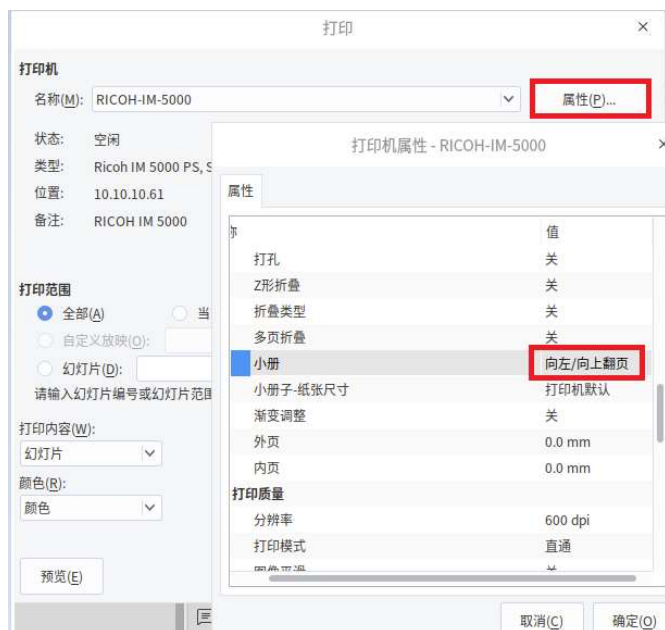 打印
打印机
名称(M): RICOH-IM-5000 属性(P)...
状态: 空闲
类型: Ricoh IM 5000 PS, S
位置: 10.10.10.61
备注: RICOH IM 5000
打印范围
全部(A) 当
自定义放映(O):
幻灯片(D):
请输入幻灯片编号或幻灯片范围
打印内容(W):
幻灯片
颜色(R):
颜色
预览(E)
打印机属性 - RICOH-IM-5000
属性
值
打孔 关
Z形折叠 关
折叠类型 关
多页折叠 关
小册 向左/向上翻页
小册子-纸张尺寸 打印机默认
渐变调整 关
外页 0.0 mm
内页 0.0 mm
打印质量
分辨率 600 dpi
打印模式 直通
图像平滑 关
取消(C) 确定(O)